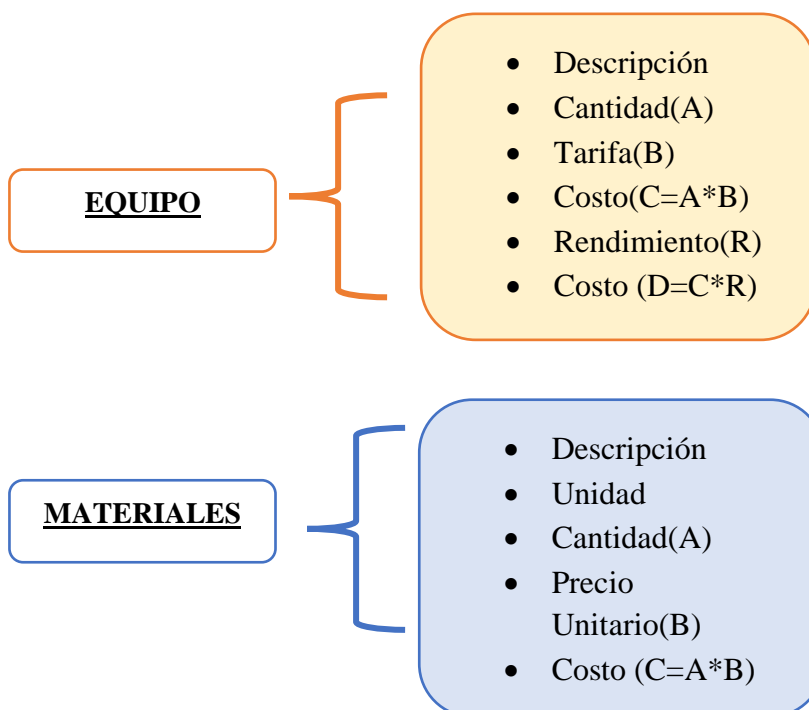 EQUIPO
• Descripción
• Cantidad(A)
• Tarifa(B)
• Costo(C=A*B)
• Rendimiento(R)
• Costo (D=C*R)
MATERIALES
• Descripción
• Unidad
• Cantidad(A)
• Precio
Unitario(B)
• Costo (C=A*B)